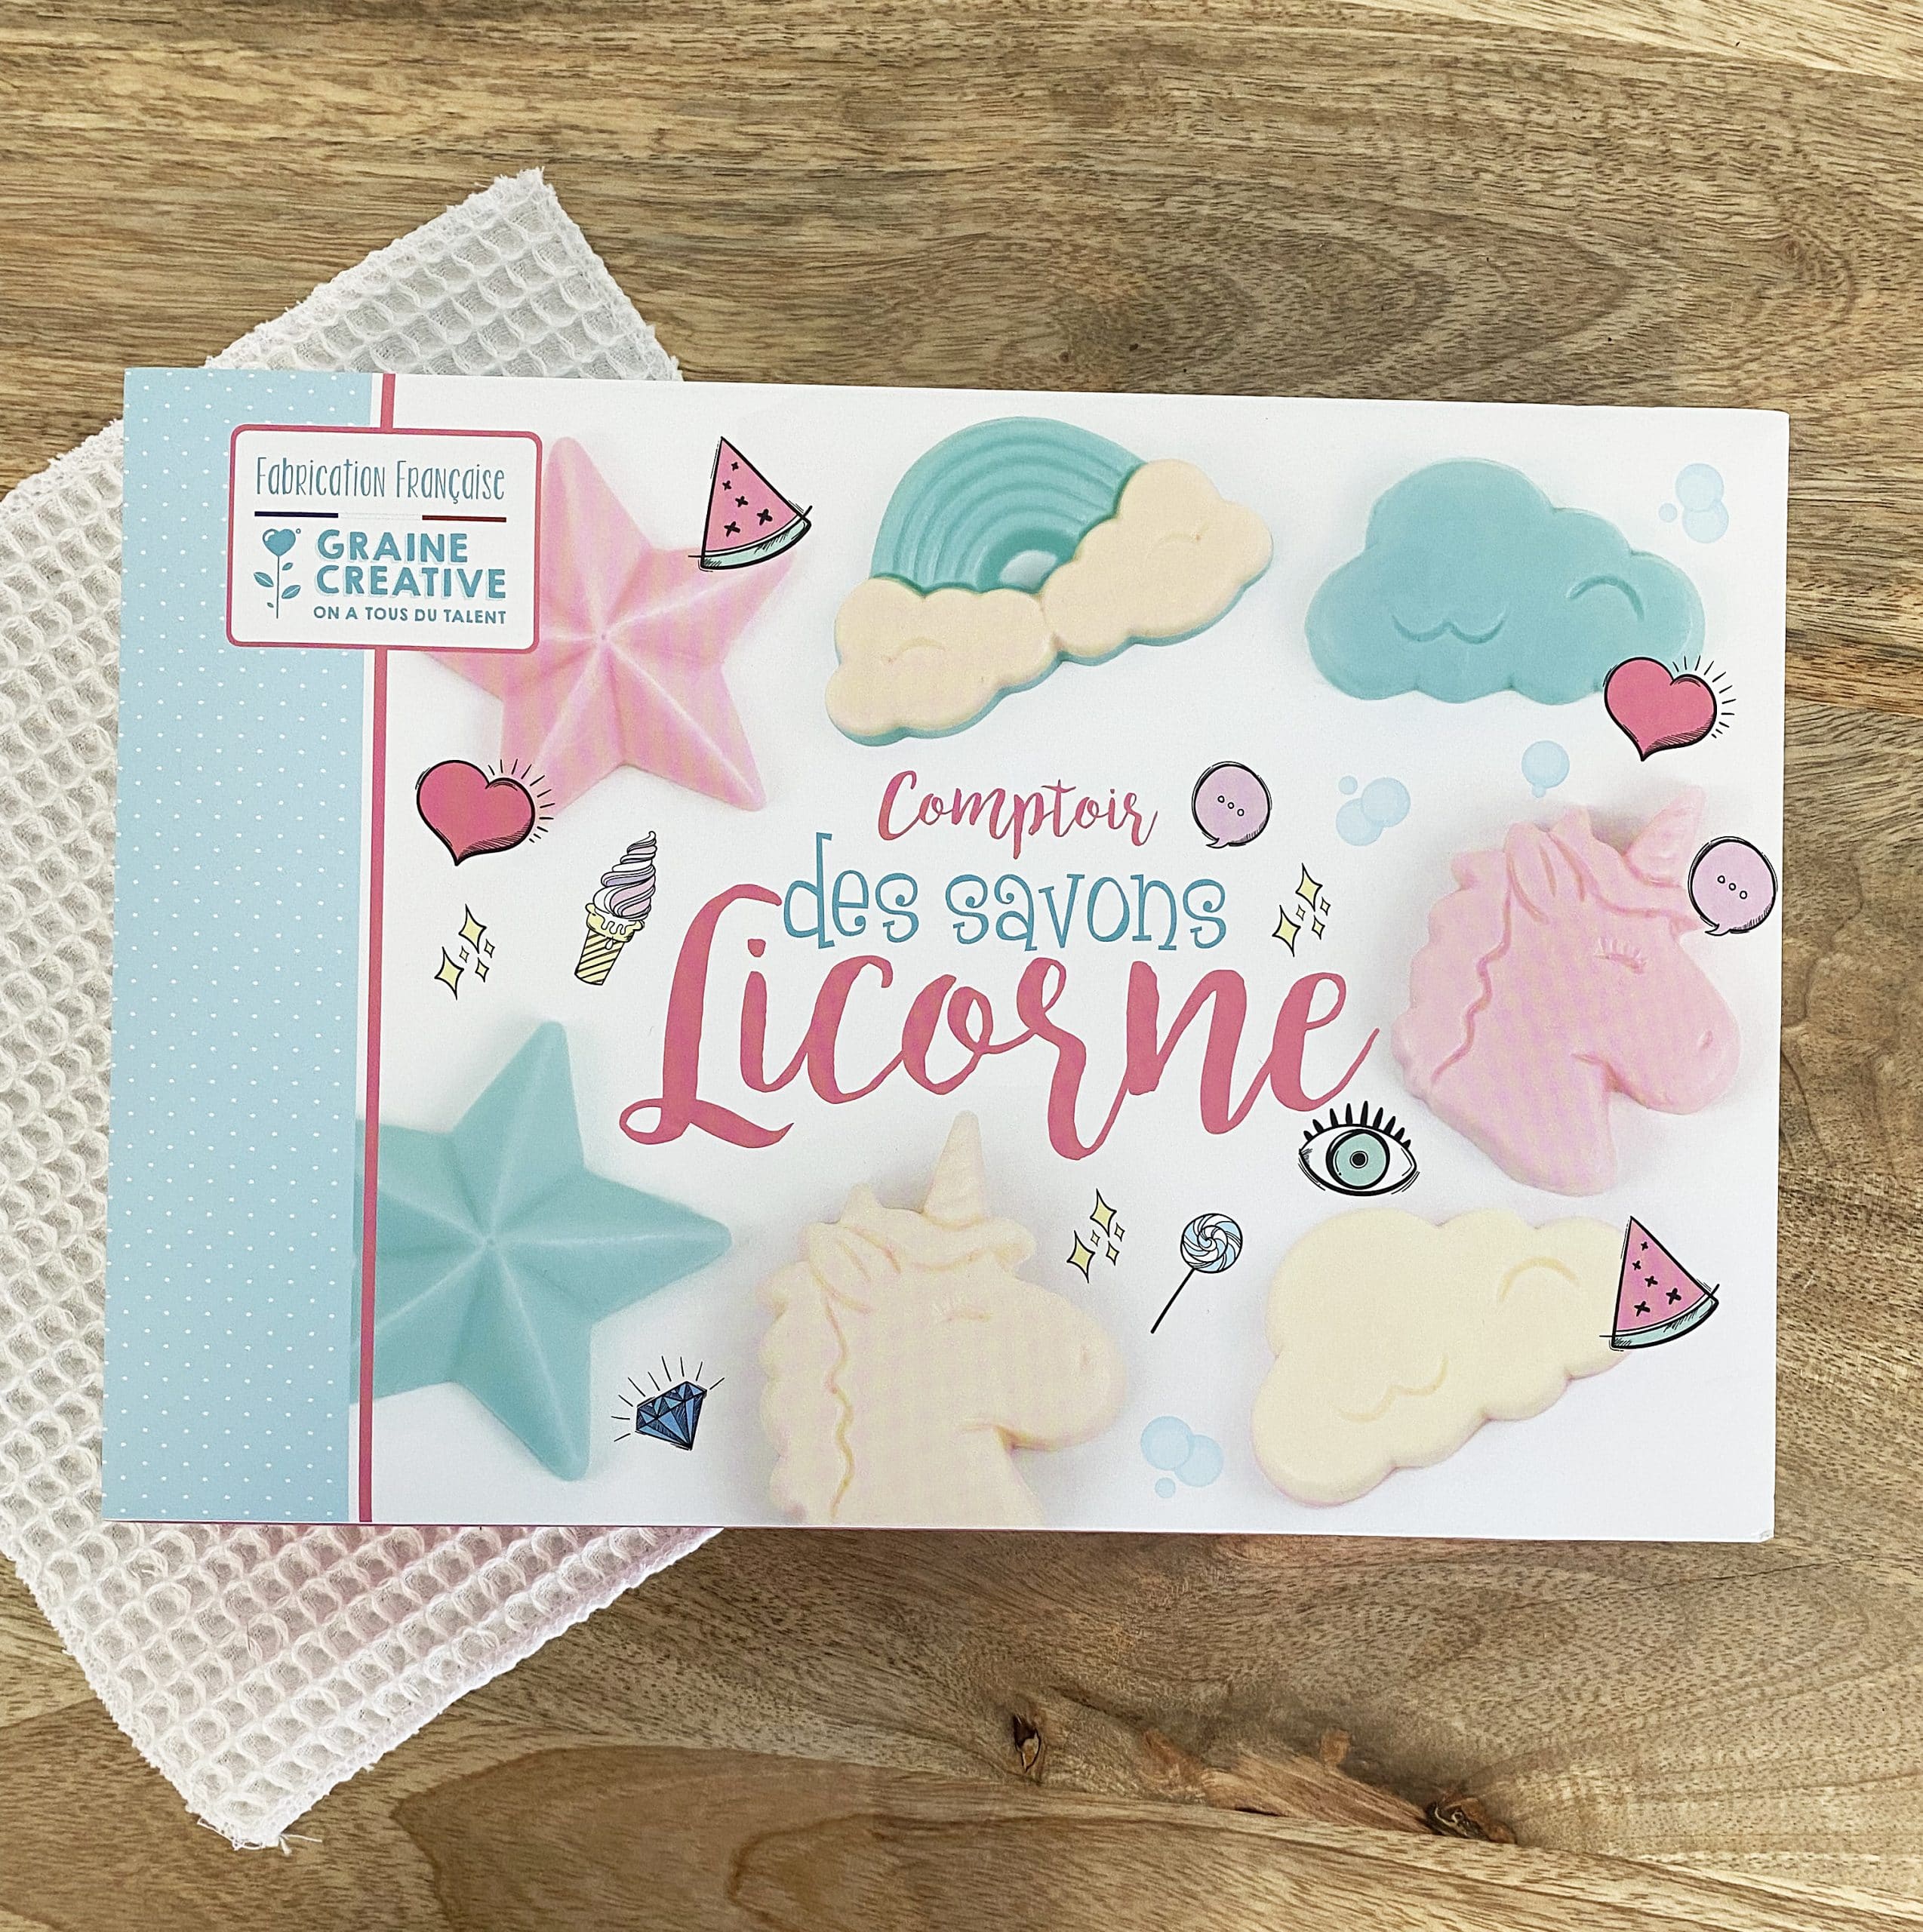 Fabrication Française
GRAINE
CREATIVE
ON A TOUS DU TALENT
Comptoir
des savons
Licorne